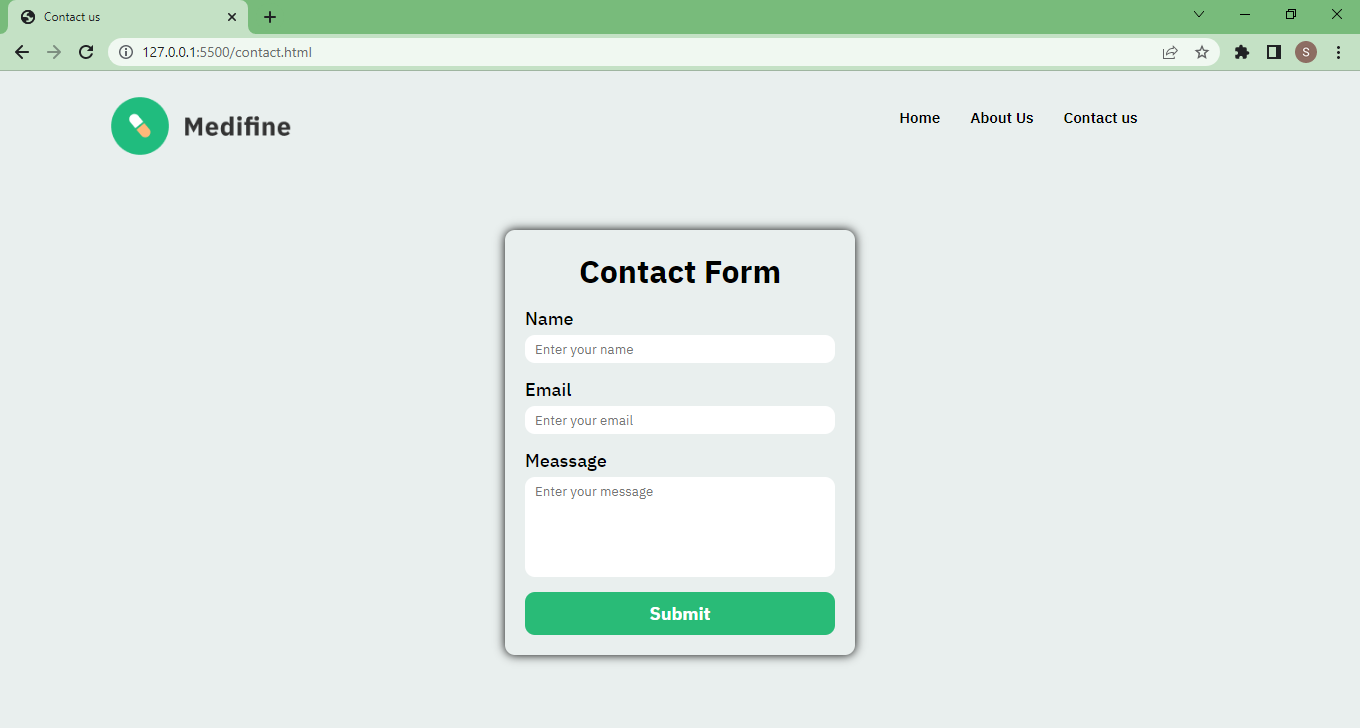 Contact us
127.0.0.1:5500/contact.html
S
Medifine
Home About Us Contact us
Contact Form
Name
Enter your name
Email
Enter your email
Meassage
Enter your message
Submit